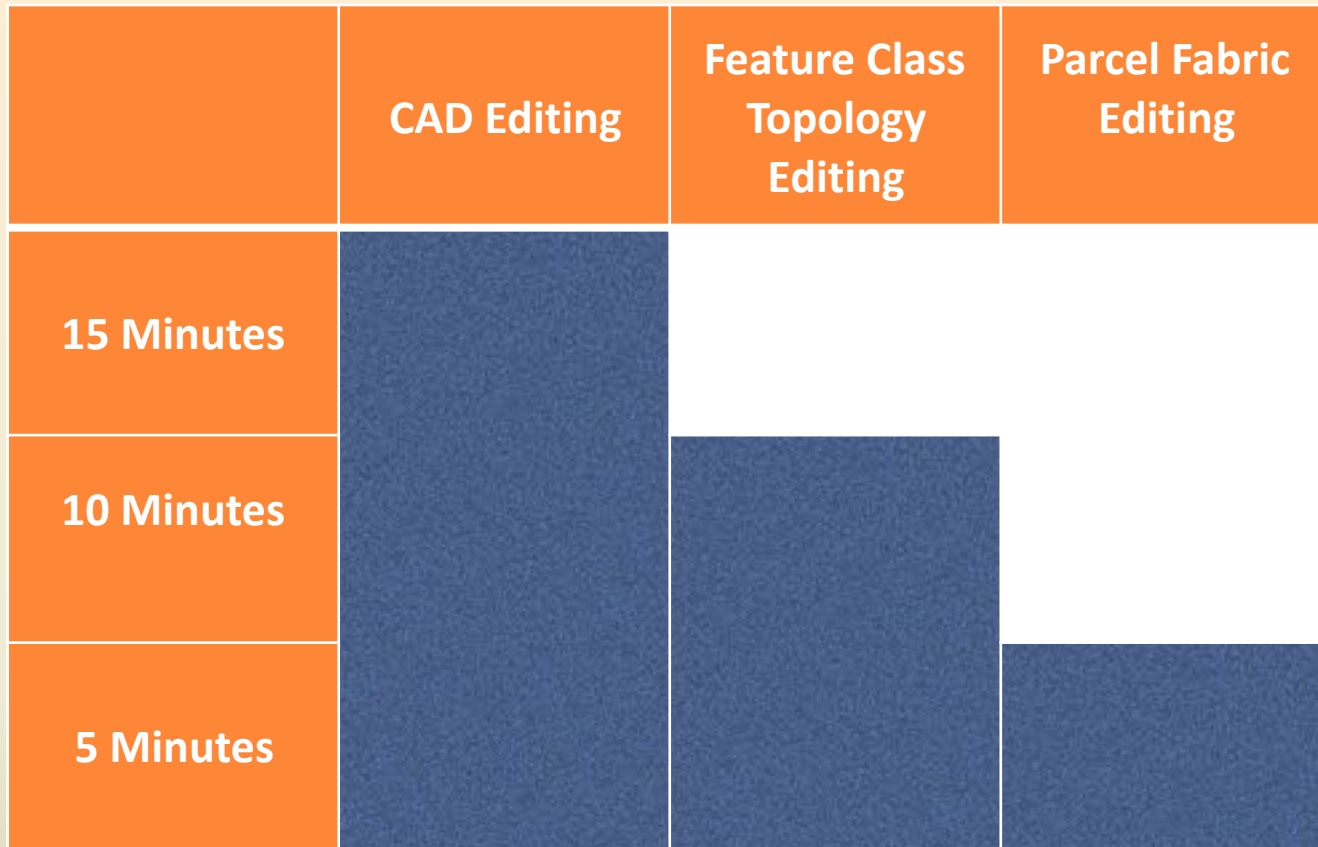 CAD Editing
Feature Class
Topology
Editing
Parcel Fabric
Editing
15 Minutes
10 Minutes
5 Minutes